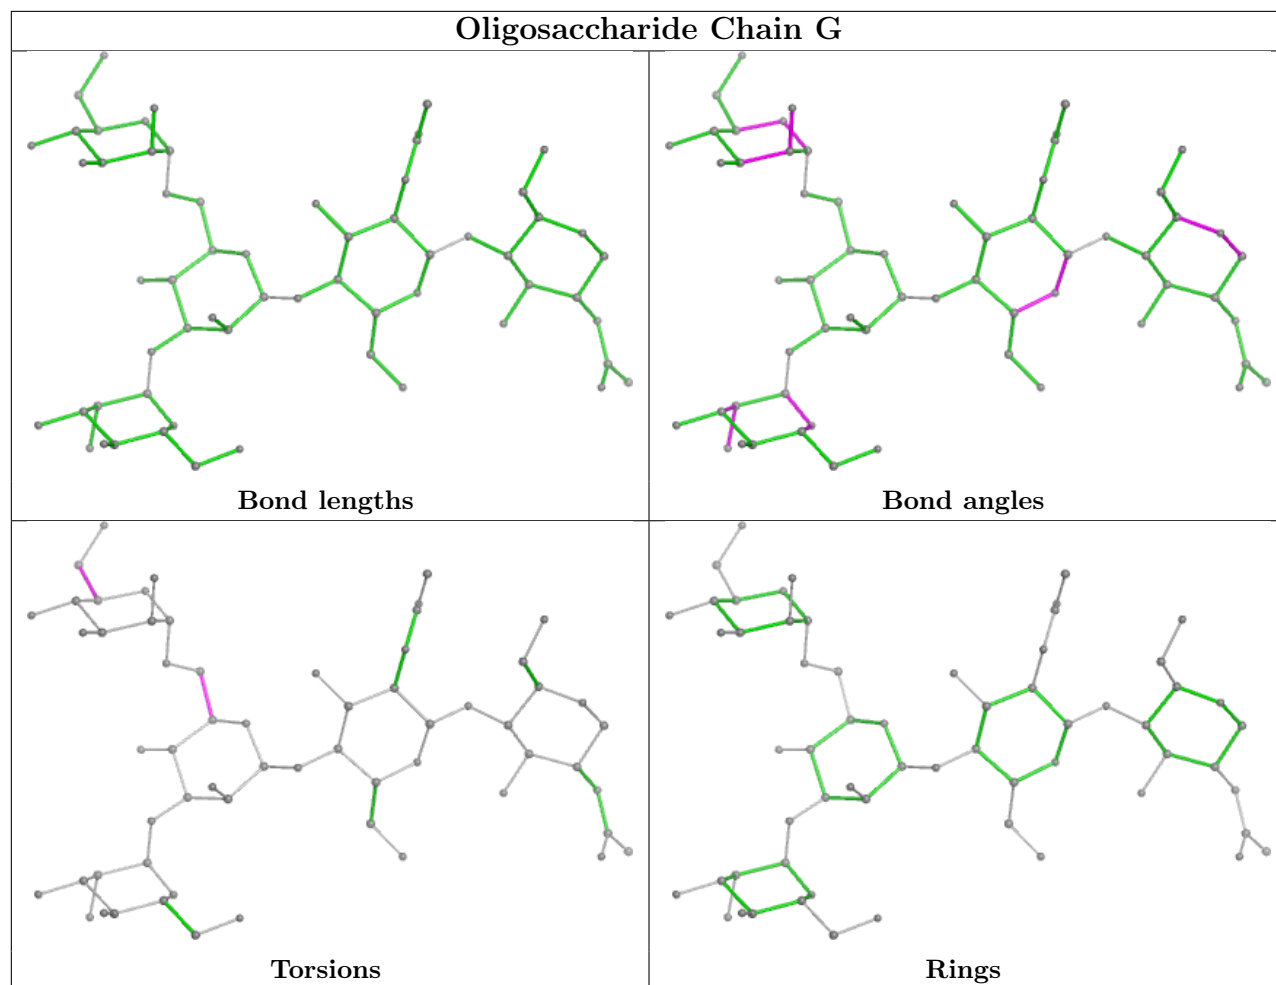 Oligosaccharide Chain G
Bond lengths
Bond angles
Torsions
Rings